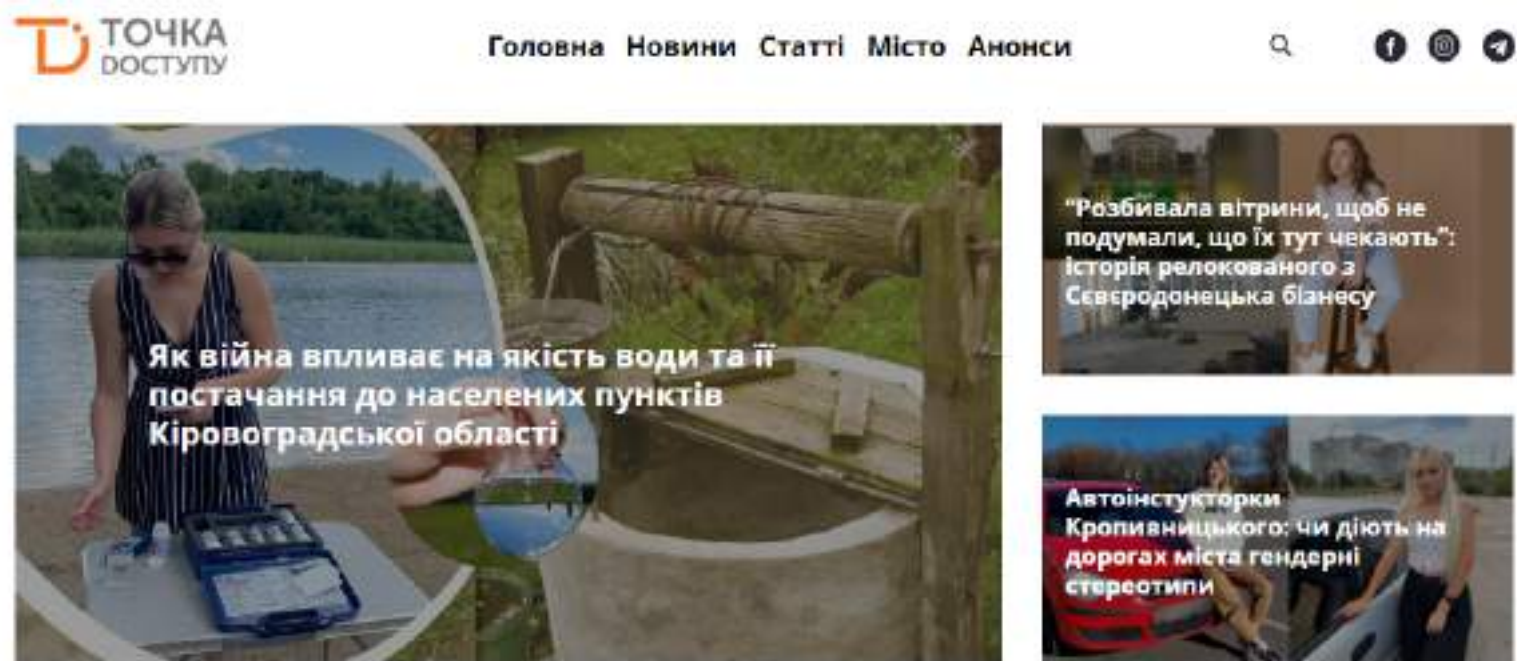 ТОЧКА
DОСТУПУ
Головна Новини Статті Місто Анонси
Як війна впливає на якість води та її
постачання до населених пунктів
Кіровоградської області
"Розбивала вітрини, щоб не
подумали, що їх тут чекають":
історія релокованого з
Сєвєродонецька бізнесу
Автоінстукторки
Кропивницького: чи діють на
дорогах міста гендерні
стереотипи